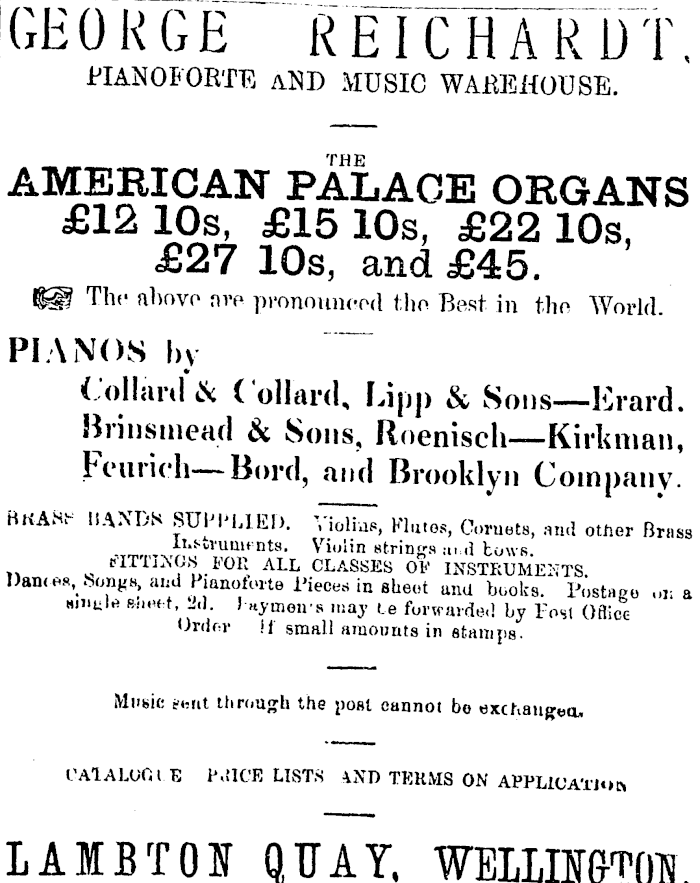 GEORGE REICHARDT.
PIANOFORTE AND MUSIC WAREHOUSE.
THE
AMERICAN PALACE ORGANS
£12 10s, £15 10s, £22 10s,
£27 10s, and £45.
The above are pronounced the Best in the World.
PIANOS by
Collard & Collard, Lipp & Sons—Erard.
Brinsmead & Sons, Roenisch—Kirkman,
Feurich—Bord, and Brooklyn Company.
BRASS BANDS SUPPLIED. Violins, Flutes, Cornets, and other Brass
Instruments. Violin strings and bows.
FITTINGS FOR ALL CLASSES OF INSTRUMENTS.
Dances, Songs, and Pianoforte Pieces in sheet and books. Postage on a
single sheet, 2d. Payments may be forwarded by Post Office
Order If small amounts in stamps.
Music sent through the post cannot be exchanged.
CATALOGUE PRICE LISTS AND TERMS ON APPLICATION
LAMBTON QUAY, WELLINGTON.